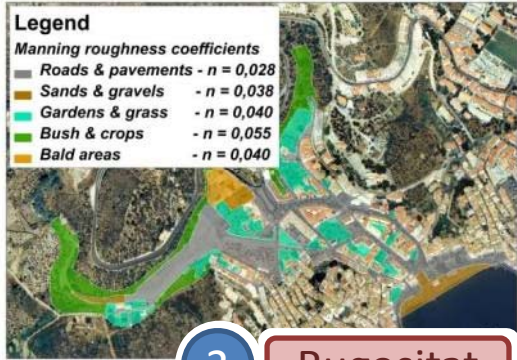 Legend
Manning roughness coefficients
Roads & pavements - n = 0,028
Sands & gravels - n = 0,038
Gardens & grass - n = 0,040
Bush & crops - n = 0,055
Bald areas - n = 0,040
2 Rugositat